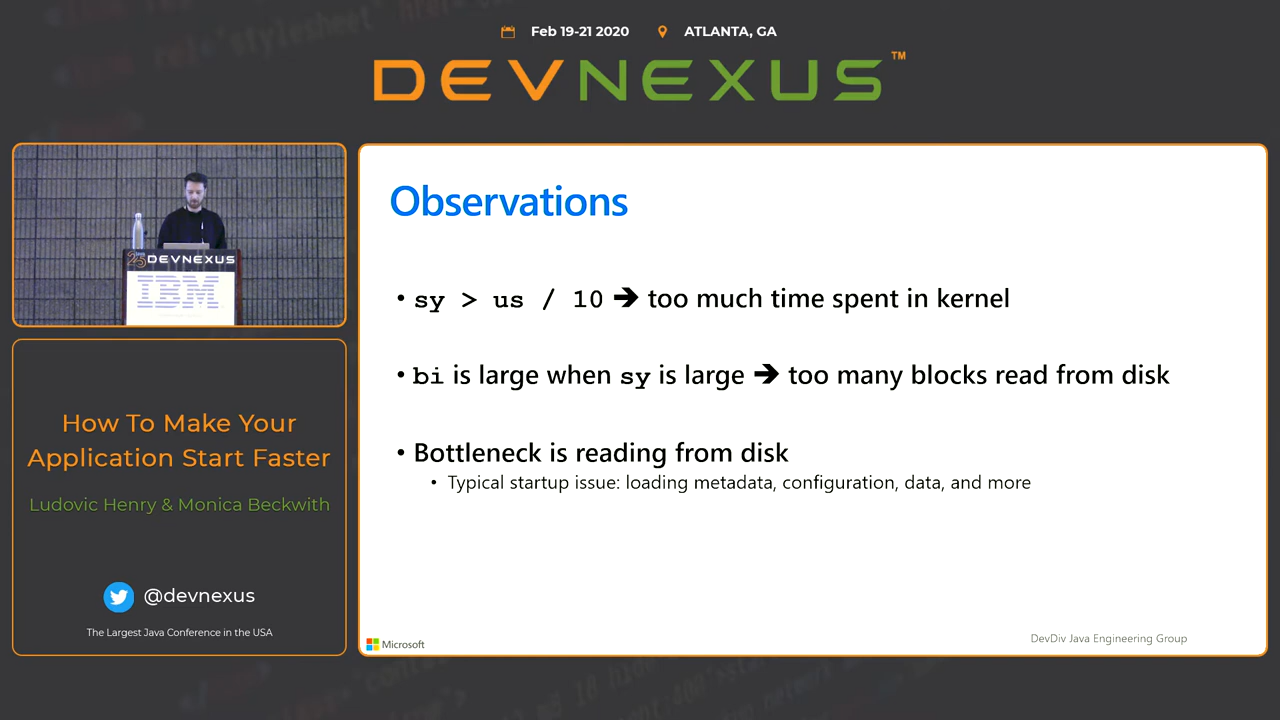 Feb 19-21 2020 ATLANTA, GA
DEVNEXUS™
DEVNEXUS
IBM
How To Make Your
Application Start Faster
Ludovic Henry & Monica Beckwith
@devnexus
The Largest Java Conference in the USA
Observations
• sy > us / 10 ➔ too much time spent in kernel
• bi is large when sy is large ➔ too many blocks read from disk
• Bottleneck is reading from disk
• Typical startup issue: loading metadata, configuration, data, and more
Microsoft
DevDiv Java Engineering Group